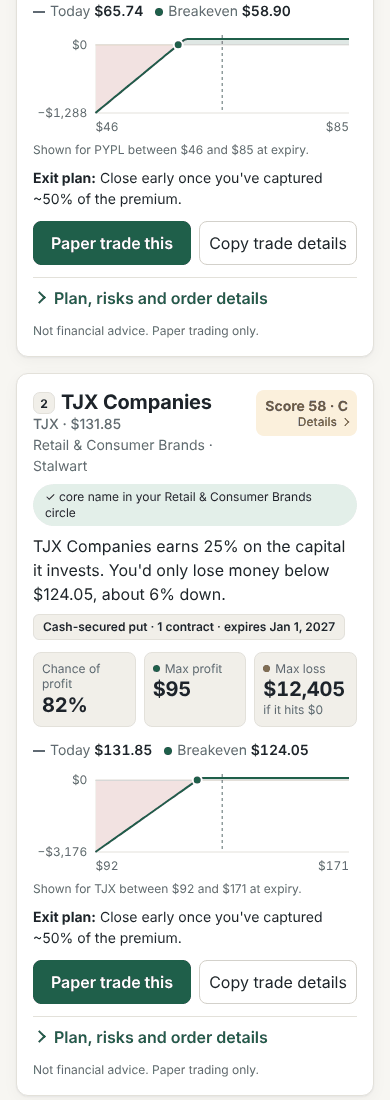 Today $65.74 Breakeven $58.90
$0
−$1,288
$46 $85
Shown for PYPL between $46 and $85 at expiry.
Exit plan: Close early once you've captured
~50% of the premium.
Paper trade this Copy trade details
Plan, risks and order details
Not financial advice. Paper trading only.
2 TJX Companies
Score 58 · C
Details
TJX · $131.85
Retail & Consumer Brands ·
Stalwart
✓ core name in your Retail & Consumer Brands
circle
TJX Companies earns 25% on the capital
it invests. You'd only lose money below
$124.05, about 6% down.
Cash-secured put · 1 contract · expires Jan 1, 2027
Chance of
profit
82%
Max profit
$95
Max loss
$12,405
if it hits $0
Today $131.85 Breakeven $124.05
$0
−$3,176
$92 $171
Shown for TJX between $92 and $171 at expiry.
Exit plan: Close early once you've captured
~50% of the premium.
Paper trade this Copy trade details
Plan, risks and order details
Not financial advice. Paper trading only.